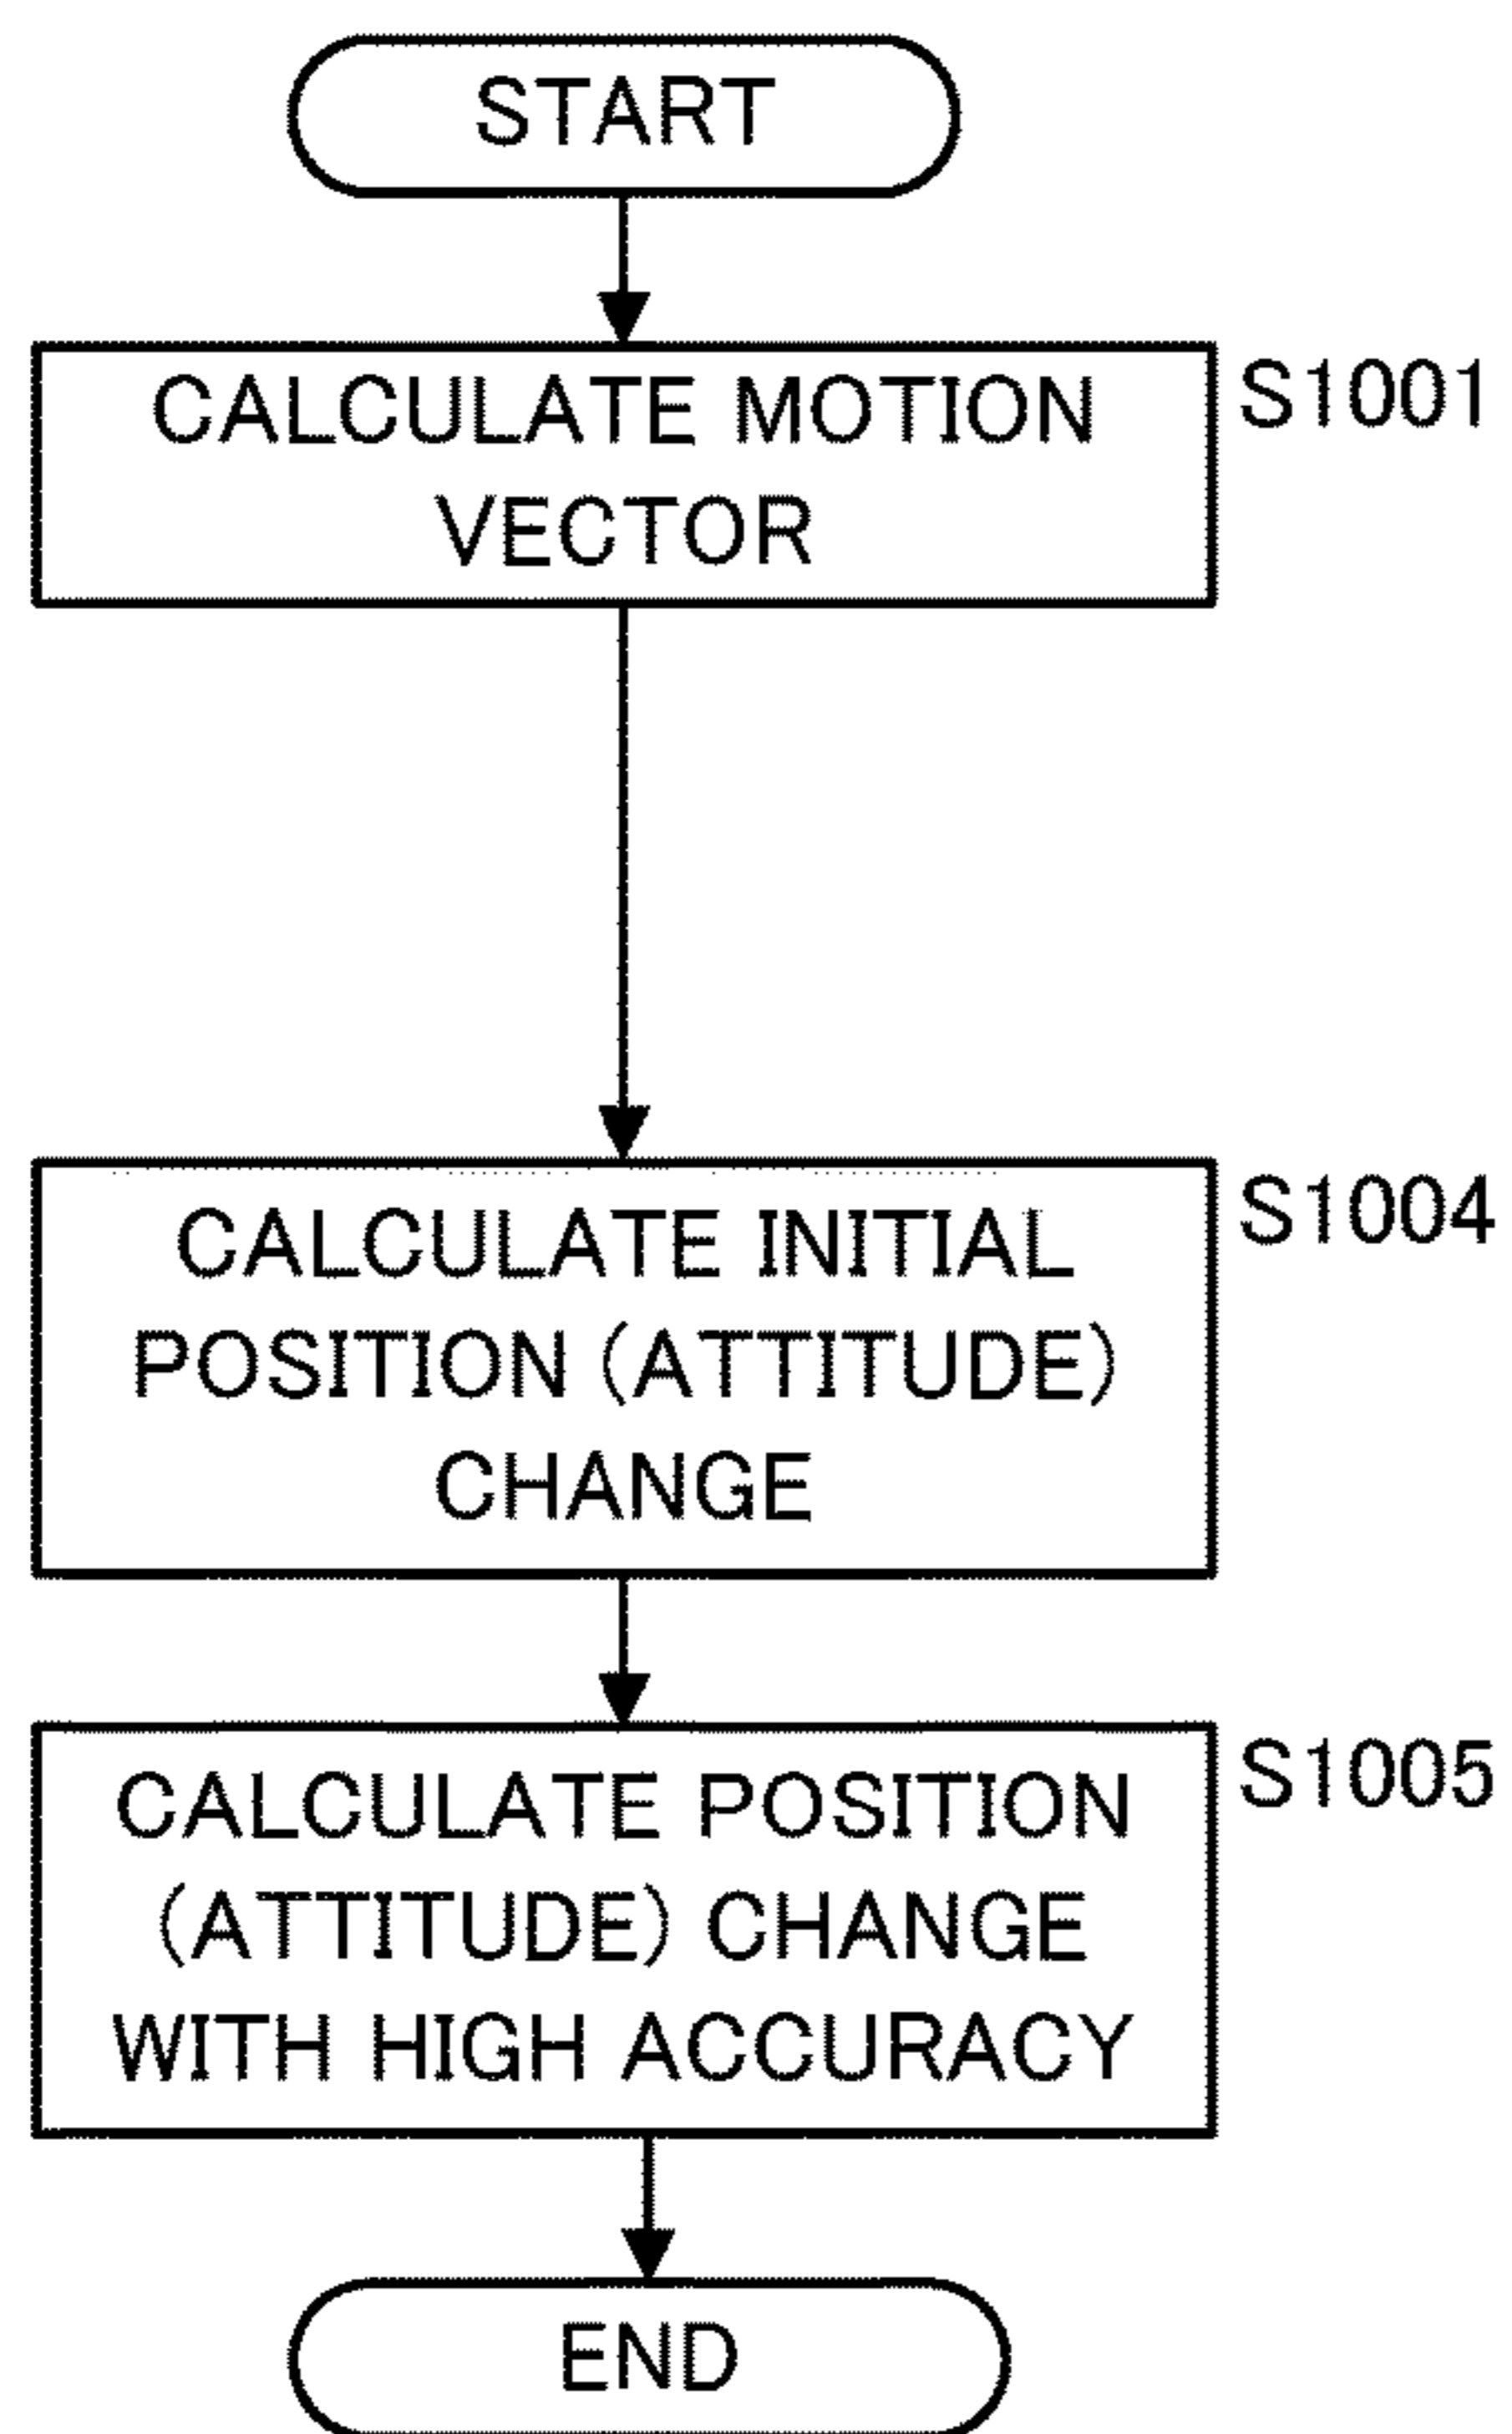 START
CALCULATE MOTION
VECTOR
S1001
CALCULATE INITIAL
POSITION (ATTITUDE)
CHANGE
S1004
CALCULATE POSITION
(ATTITUDE) CHANGE
WITH HIGH ACCURACY
S1005
END